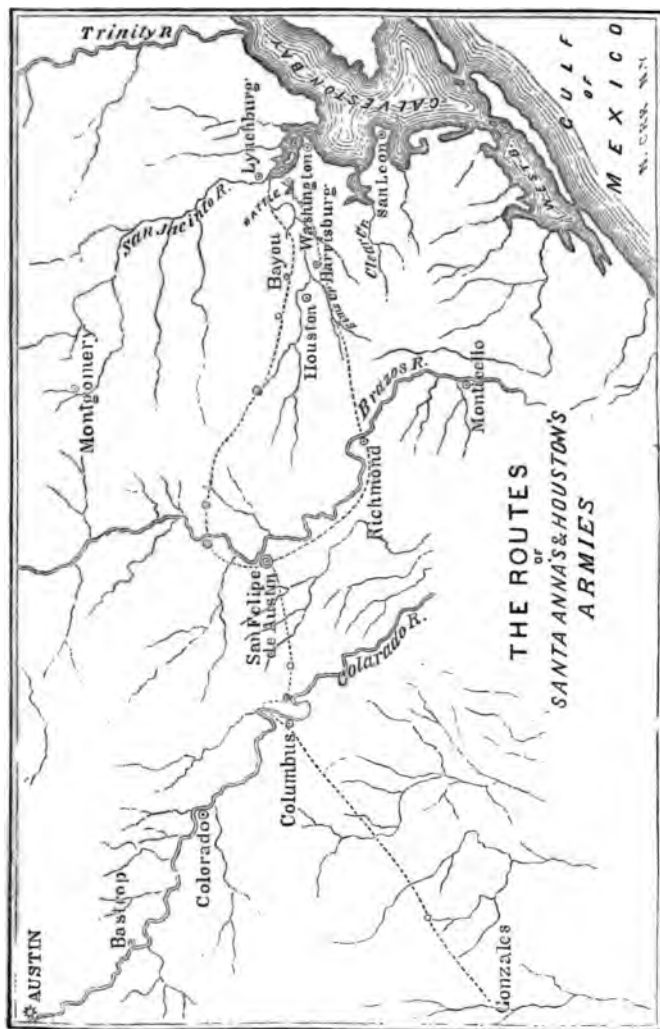 THE ROUTES
OF
SANTA ANNA'S & HOUSTON'S
ARMIES
AUSTIN
Bastrop
Colorado
Columbus
Gonzales
Colarado R.
San Felipe
de Austin
Richmond
Brazos R.
Monticello
Montgomery
San Jacinto R.
Lynchburg
BATTLE
Bayou
Washington
Houston
Harrisburg
Clear Cr.
San Leon
Trinity R.
GALVESTON BAY
WEST B.
GULF
OF
MEXICO